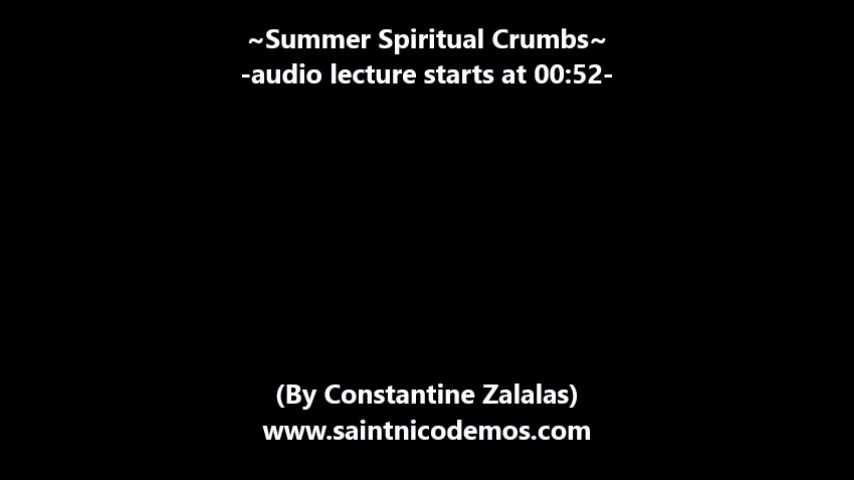 ~Summer Spiritual Crumbs~
-audio lecture starts at 00:52-
(By Constantine Zalalas)
www.saintnicodemos.com